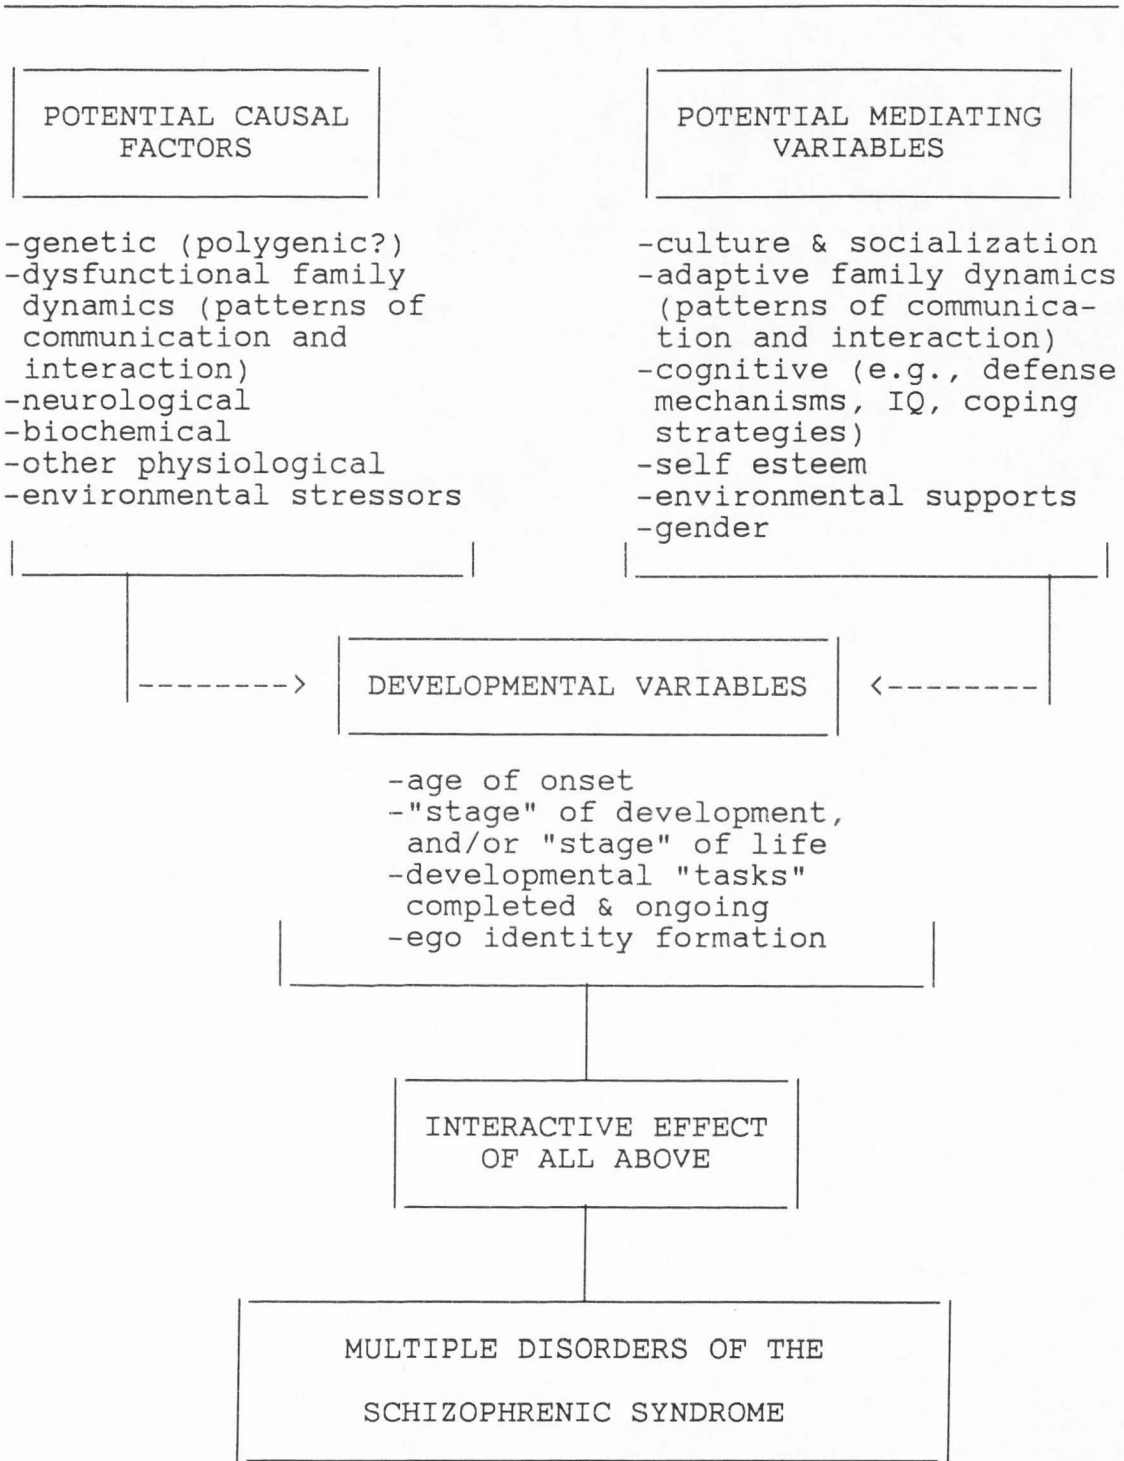 POTENTIAL CAUSAL
FACTORS
-genetic (polygenic?)
-dysfunctional family
dynamics (patterns of
communication and
interaction)
-neurological
-biochemical
-other physiological
-environmental stressors
POTENTIAL MEDIATING
VARIABLES
-culture & socialization
-adaptive family dynamics
(patterns of communica-
tion and interaction)
-cognitive (e.g., defense
mechanisms, IQ, coping
strategies)
-self esteem
-environmental supports
-gender
DEVELOPMENTAL VARIABLES
-age of onset
-"stage" of development,
and/or "stage" of life
-developmental "tasks"
completed & ongoing
-ego identity formation
INTERACTIVE EFFECT
OF ALL ABOVE
MULTIPLE DISORDERS OF THE
SCHIZOPHRENIC SYNDROME